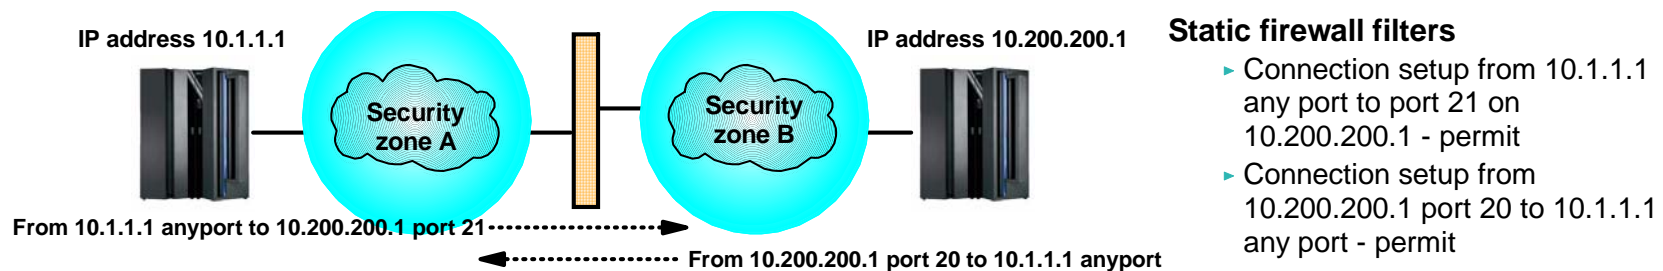 IP address 10.1.1.1
IP address 10.200.200.1
Security
zone A
Security
zone B
From 10.1.1.1 anyport to 10.200.200.1 port 21
From 10.200.200.1 port 20 to 10.1.1.1 anyport
Static firewall filters
► Connection setup from 10.1.1.1
any port to port 21 on
10.200.200.1 - permit
► Connection setup from
10.200.200.1 port 20 to 10.1.1.1
any port - permit